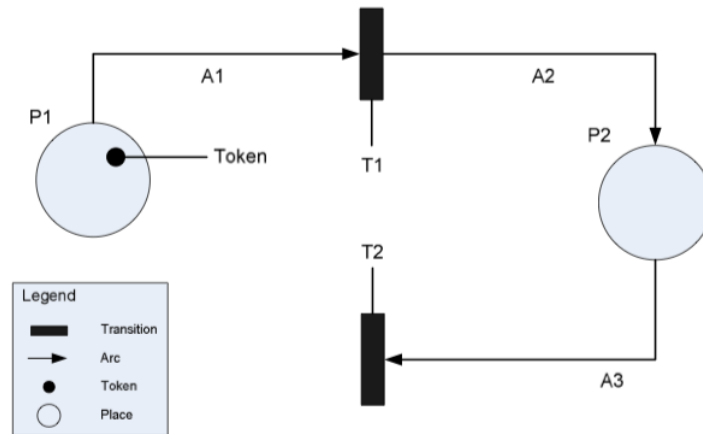 A1
A2
P1
P2
Token
T1
T2
Legend
Transition
Arc
Token
Place
A3